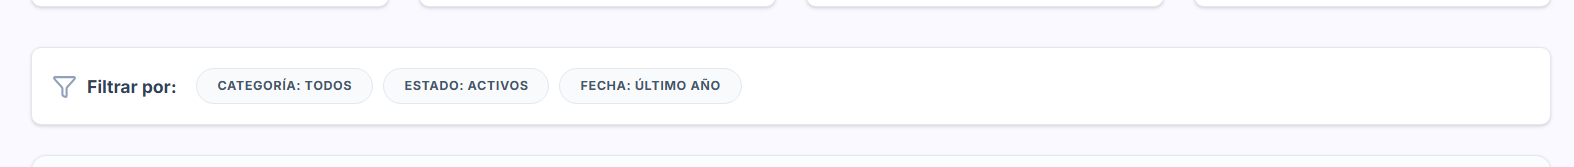 Filtrar por: CATEGORÍA: TODOS ESTADO: ACTIVOS FECHA: ÚLTIMO AÑO